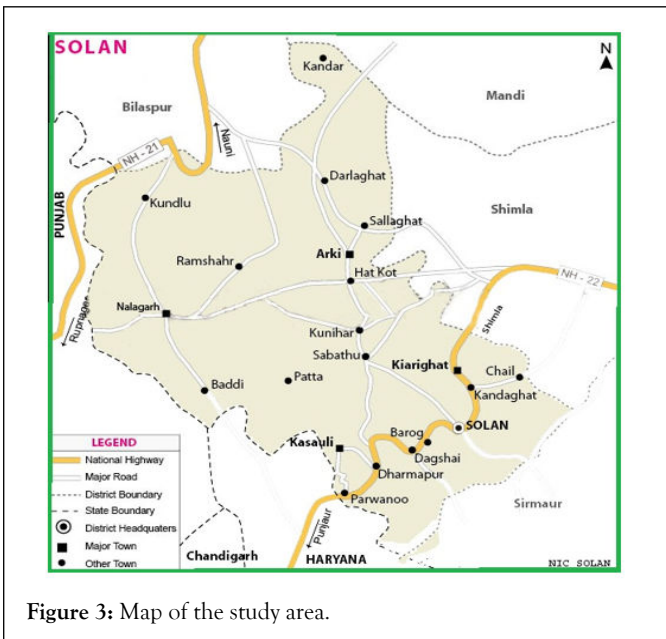 SOLAN
N
Kandar
Mandi
Bilaspur
NH - 21
Nauni
Darlaghat
Kundlu
PUNJAB
Shimla
Sallaghat
Arki
Ramshahr
Hat Kot
NH - 22
Rupnagar
Nalagarh
Shimla
Kunihar
Sabathu
Kiarighat
Chail
Patta
Kandaghat
Baddi
SOLAN
Barog
Kasauli
Dagshai
Dharmapur
Parwanoo
Sirmaur
Punjaur
Chandigarh
HARYANA
LEGEND
National Highway
Major Road
District Boundary
State Boundary
District Headquaters
Major Town
Other Town
NIC SOLAN
Figure 3: Map of the study area.